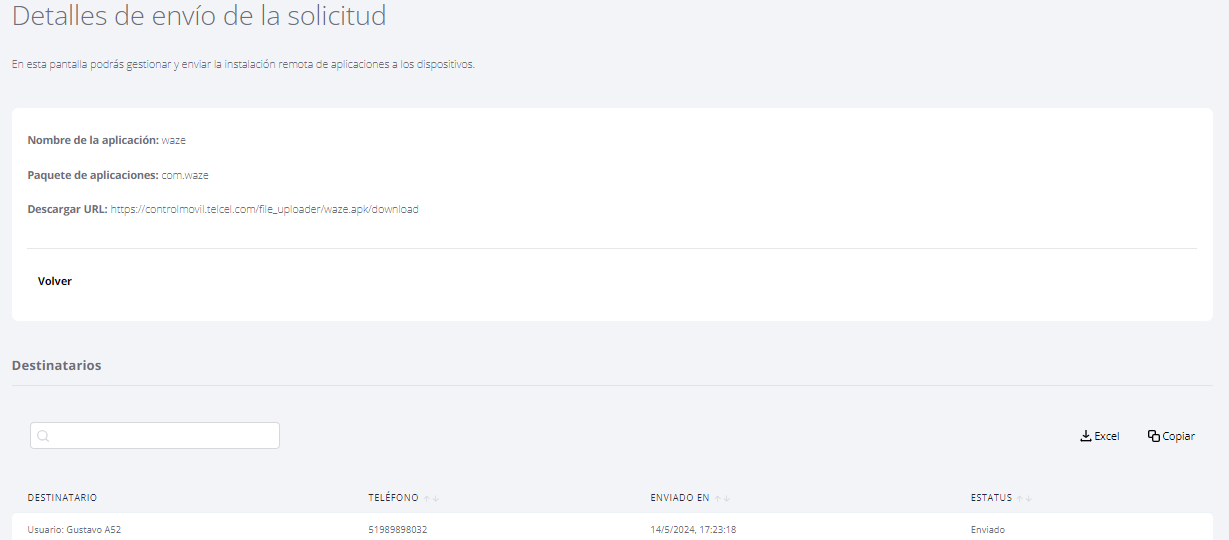 Detalles de envío de la solicitud
En esta pantalla podrás gestionar y enviar la instalación remota de aplicaciones a los dispositivos.
Nombre de la aplicación: waze
Paquete de aplicaciones: com.waze
Descargar URL: https://controlmovil.telcel.com/file_uploader/waze.apk/download
Volver
Destinatarios
Excel Copiar
DESTINATARIO TELÉFONO ENVIADO EN ESTATUS
Usuario: Gustavo A52 51989898032 14/5/2024, 17:23:18 Enviado